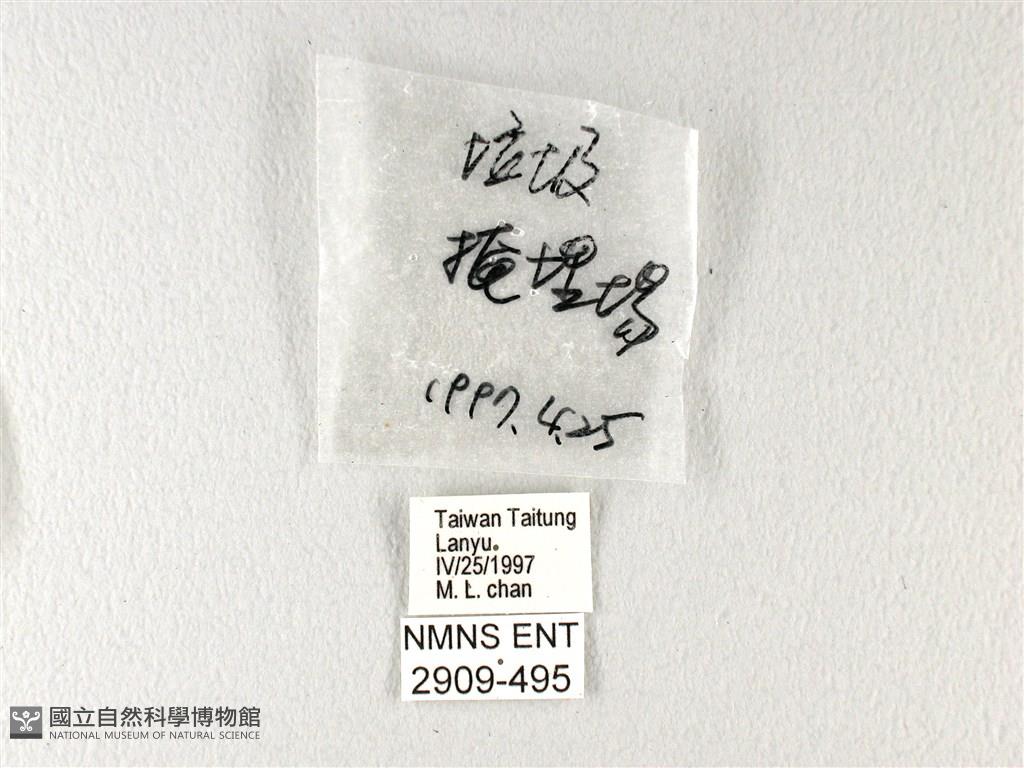 垃圾
掩埋場
1997.4.25
Taiwan Taitung
Lanyu.
IV/25/1997
M. L. chan
NMNS ENT
2909-495
國立自然科學博物館
NATIONAL MUSEUM OF NATURAL SCIENCE